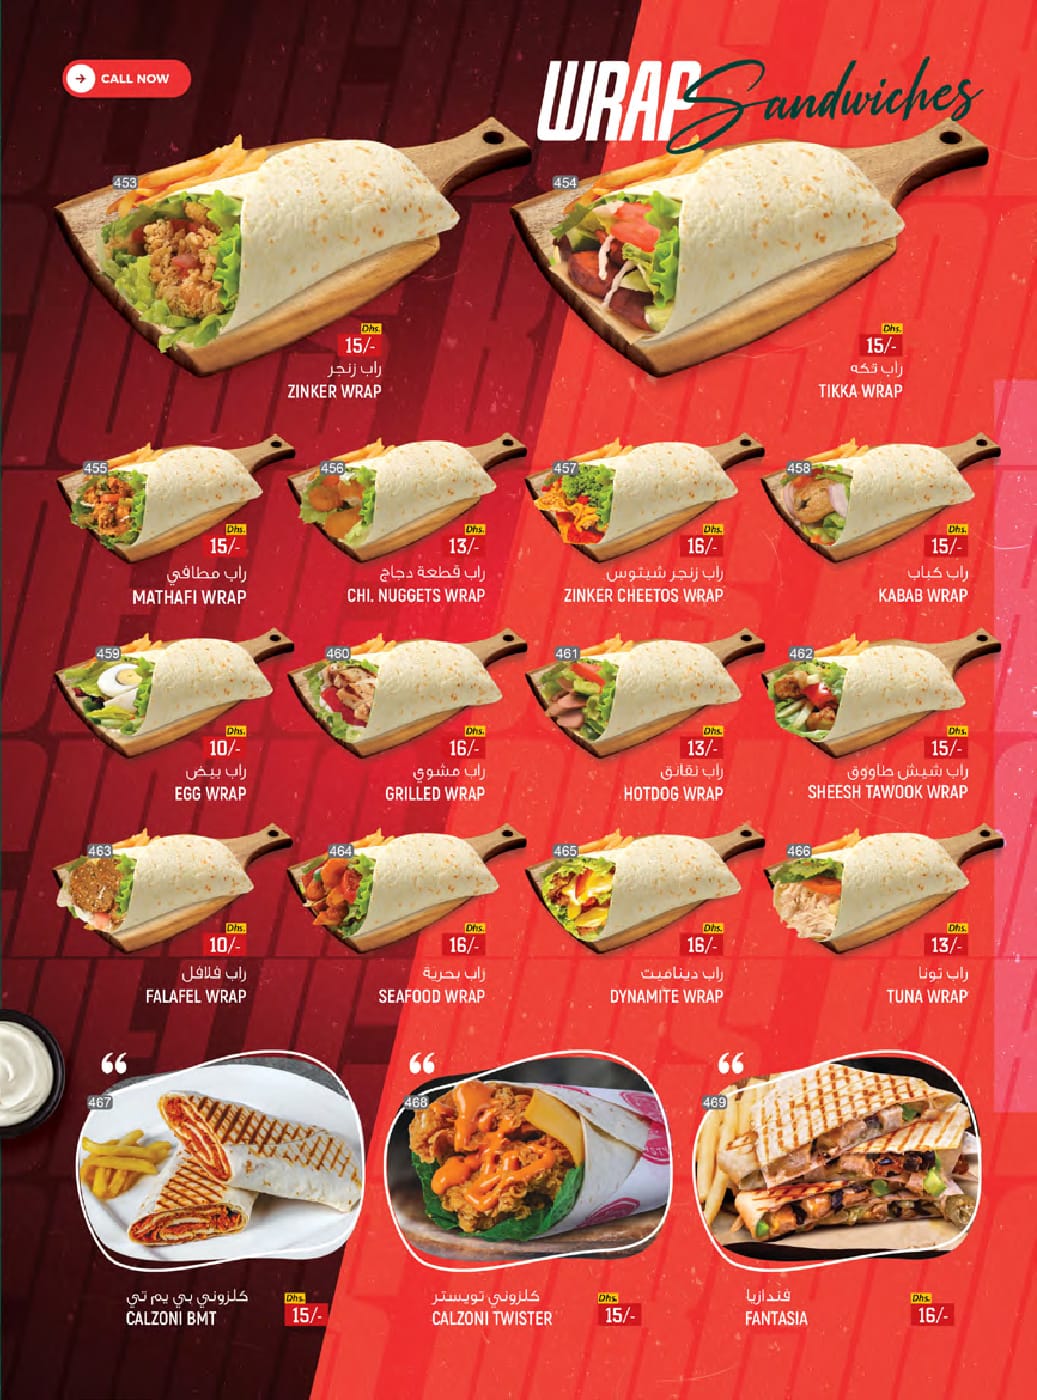 CALL NOW
WRAP Sandwiches
453
Dhs.
15/-
راب زنجر
ZINKER WRAP
454
Dhs.
15/-
راب تكه
TIKKA WRAP
455
Dhs.
15/-
راب مطافي
MATHAFI WRAP
456
Dhs.
13/-
راب قطعة دجاج
CHI. NUGGETS WRAP
457
Dhs.
16/-
راب زنجر شيتوس
ZINKER CHEETOS WRAP
458
Dhs.
15/-
راب كباب
KABAB WRAP
459
Dhs.
10/-
راب بيض
EGG WRAP
460
Dhs.
16/-
راب مشوي
GRILLED WRAP
461
Dhs.
13/-
راب نقانق
HOTDOG WRAP
462
Dhs.
15/-
راب شيش طاووق
SHEESH TAWOOK WRAP
463
Dhs.
10/-
راب فلافل
FALAFEL WRAP
464
Dhs.
16/-
راب بحرية
SEAFOOD WRAP
465
Dhs.
16/-
راب ديناميت
DYNAMITE WRAP
466
Dhs.
13/-
راب تونا
TUNA WRAP
467
كلزوني بي يم تي
CALZONI BMT
Dhs.
15/-
468
كلزوني تويستر
CALZONI TWISTER
Dhs.
15/-
469
فندازيا
FANTASIA
Dhs.
16/-